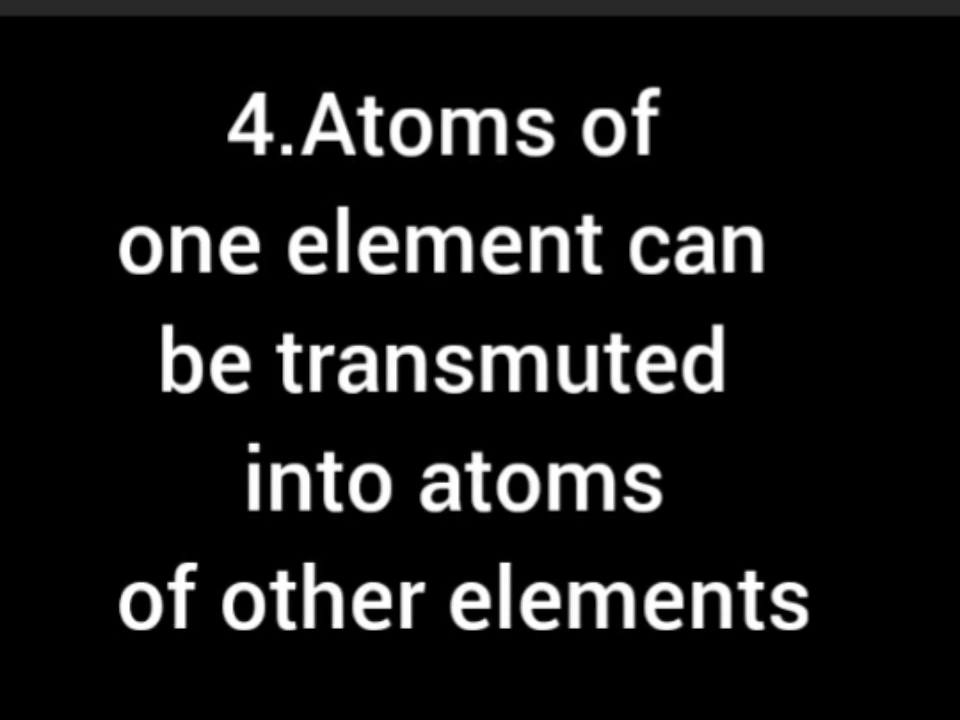 4.Atoms of
one element can
be transmuted
into atoms
of other elements